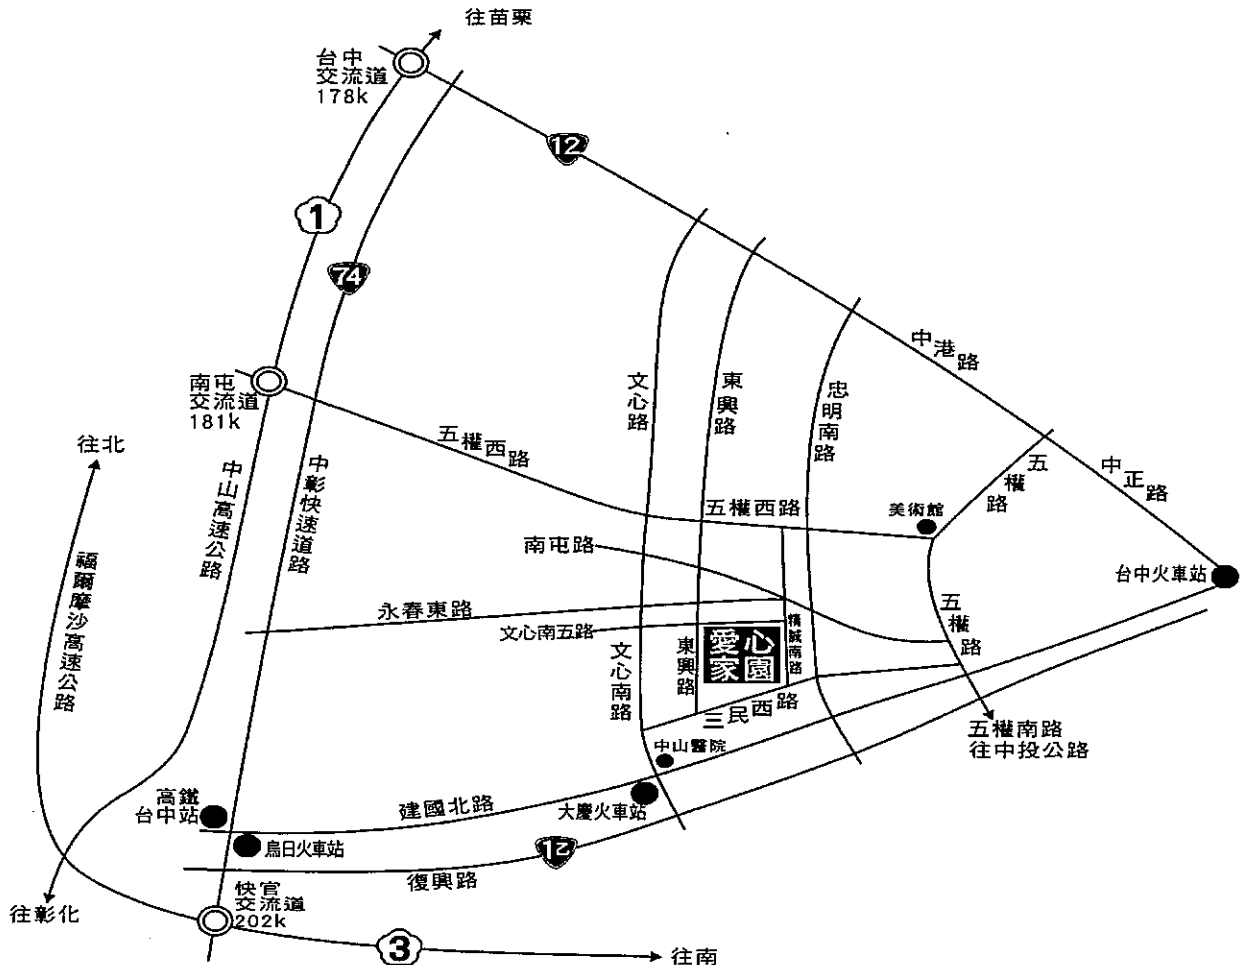 往苗栗
台中
交流道
178k
12
1
74
中港路
文心路
東興路
忠明南路
南屯
交流道
181k
往北
五權西路
中山高速公路
中彰快速道路
五權路
中正路
五權西路
美術館
南屯路
福爾摩沙高速公路
台中火車站
永春東路
五權路
文心南五路
精誠南路
愛心
家園
文心南路
東興路
三民西路
五權南路
往中投公路
中山醫院
高鐵
台中站
建國北路
大慶火車站
烏日火車站
12
復興路
快官
交流道
202k
往彰化
3
往南